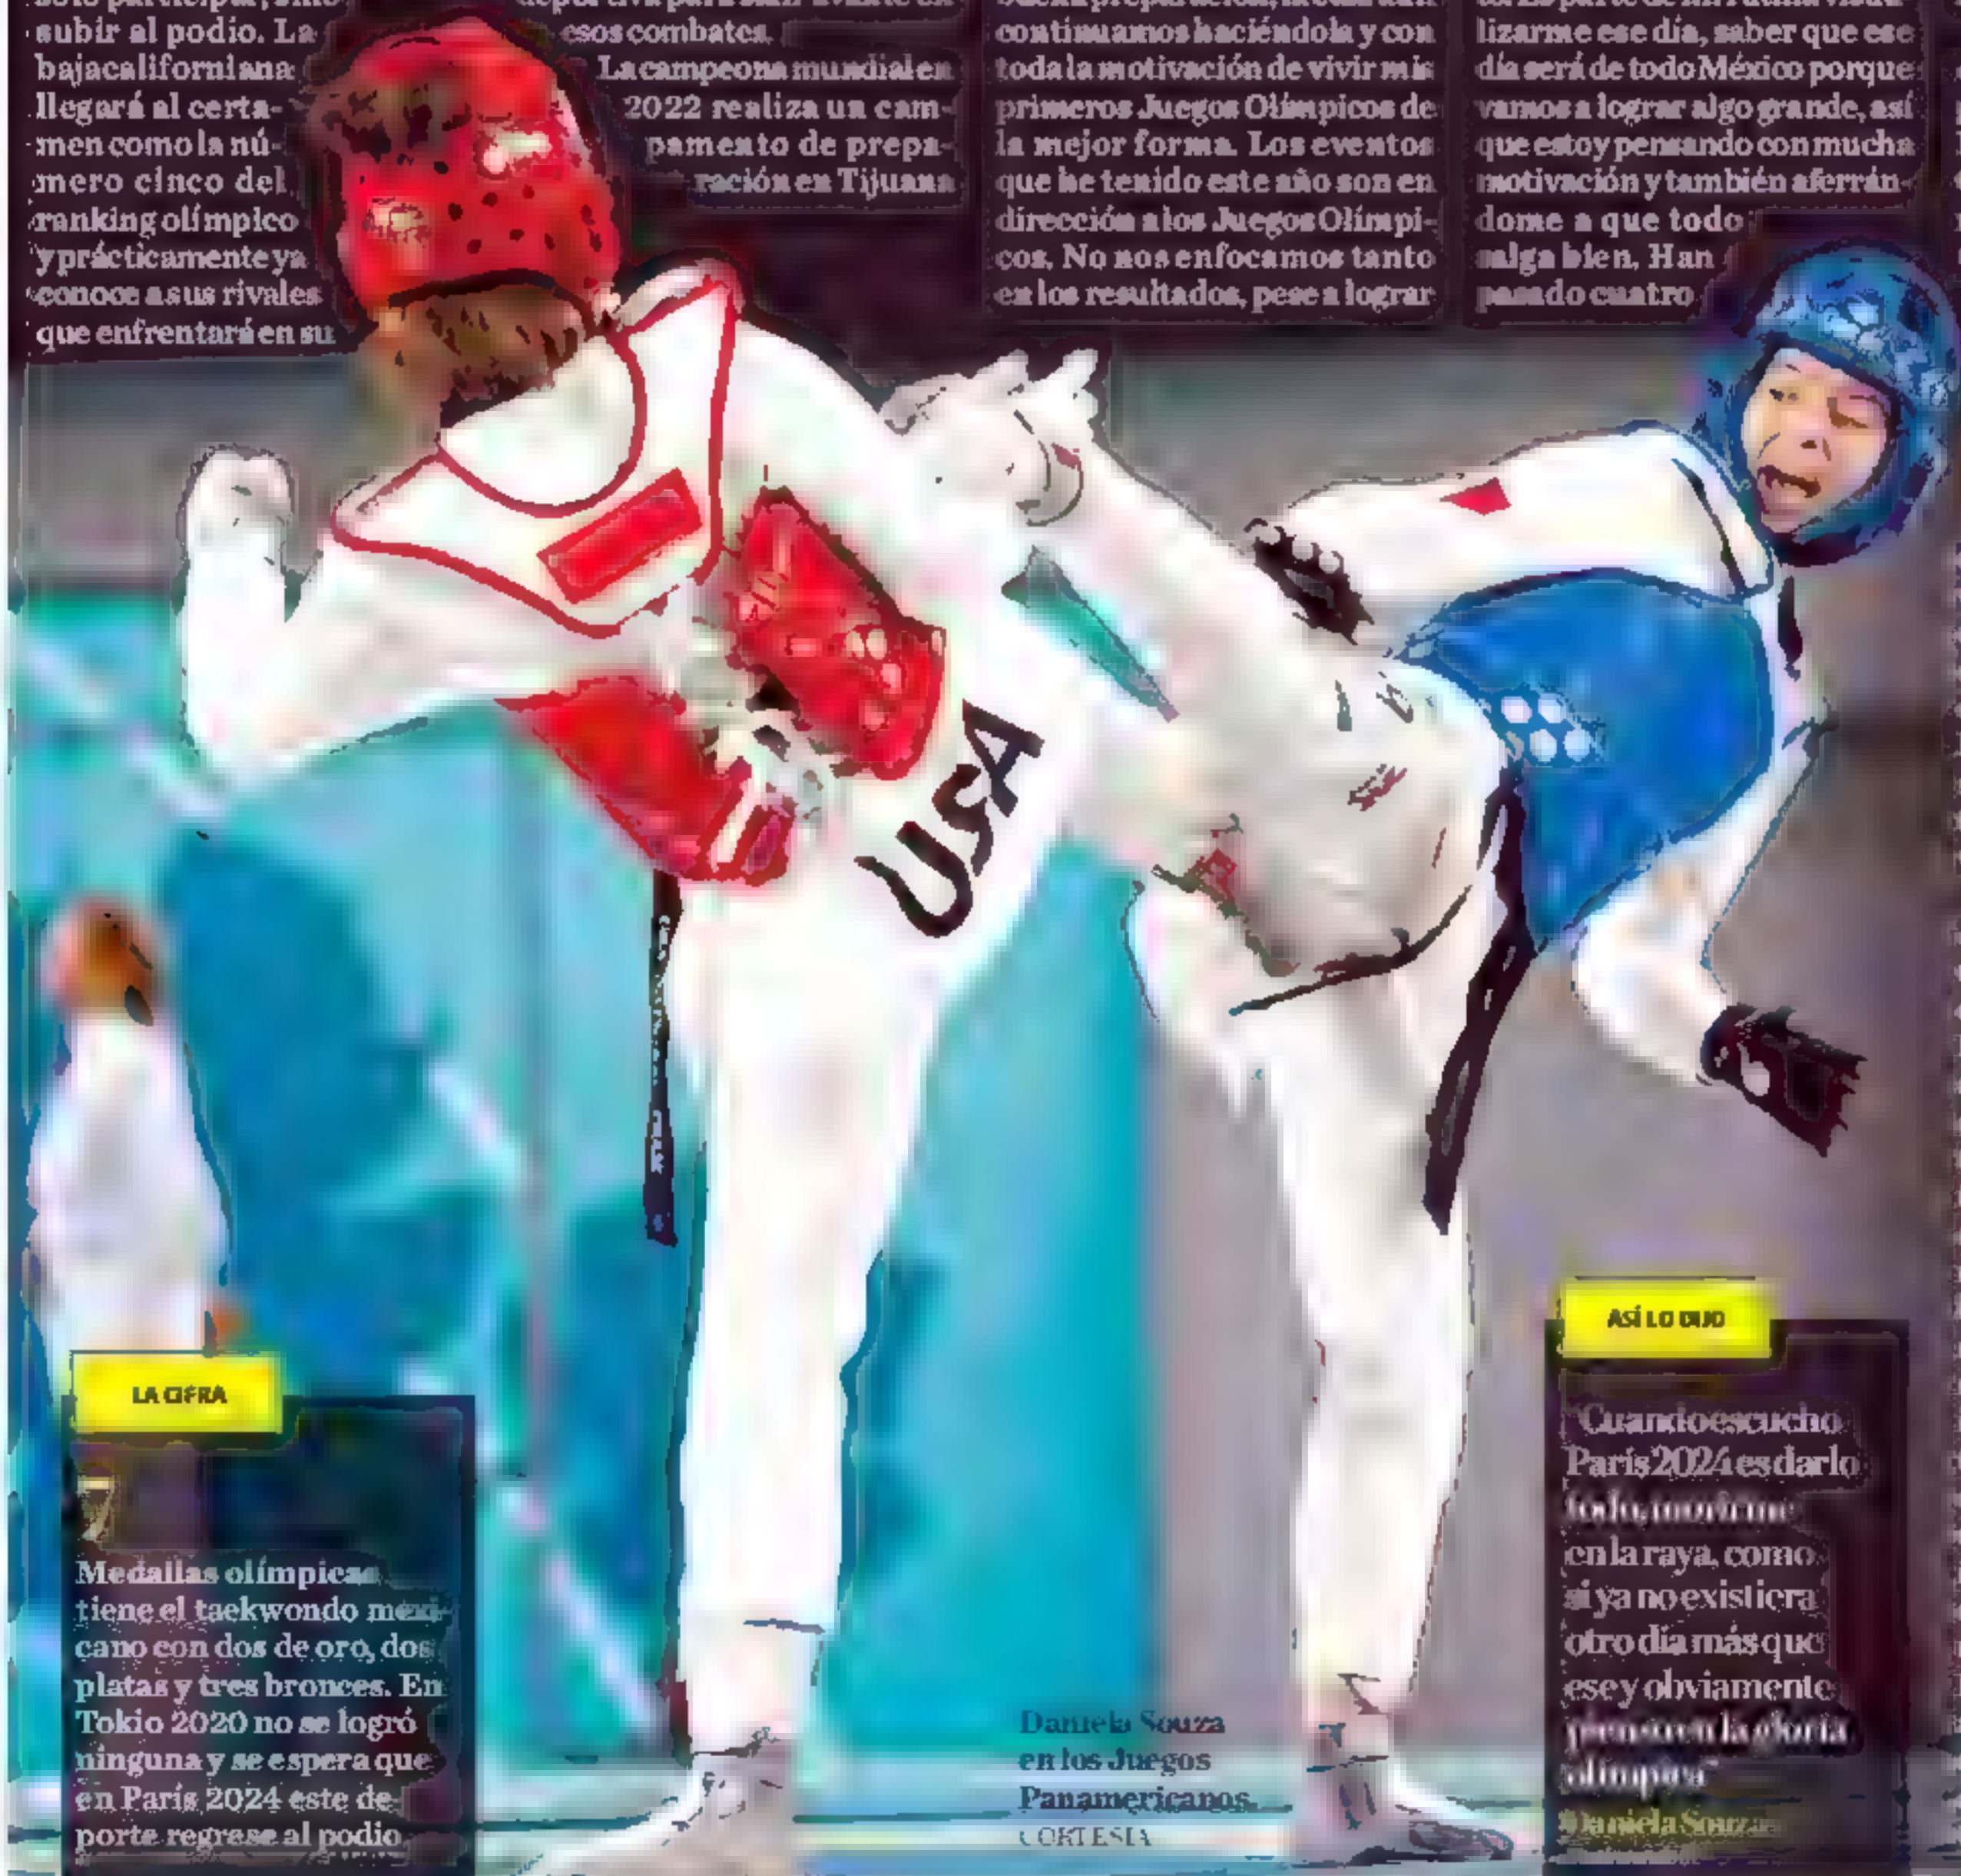 subir al podio. La
bajacaliforniana
llegará al certa-
men como la nú-
mero cinco del
ranking olímpico
y prácticamente ya
conoce a sus rivales
que enfrentará en su
esos combates.
La campeona mundial en
2022 realiza un cam-
pamento de prepa-
ración en Tijuana
continuamos haciéndola y con
toda la motivación de vivir mis
primeros Juegos Olímpicos de
la mejor forma. Los eventos
que he tenido este año son en
dirección a los Juegos Olímpi-
cos. No nos enfocamos tanto
en los resultados, pese a lograr
lizarme ese día, saber que ese
día será de todo México porque
vamos a lograr algo grande, así
que estoy pensando con mucha
motivación y también aferrán-
dome a que todo
salga bien. Han
pasado cuatro
USA
LA CIFRA
7
Medallas olímpicas
tiene el taekwondo mexi-
cano con dos de oro, dos
platas y tres bronces. En
Tokio 2020 no se logró
ninguna y se espera que
en París 2024 este de-
porte regrese al podio
Daniela Souza
en los Juegos
Panamericanos.
CORTESÍA
ASÍ LO DIJO
"Cuando escucho
París 2024 es darlo
todo, morirme
en la raya, como
si ya no existiera
otro día más que
ese y obviamente
pienso en la gloria
olímpica"
Daniela Souza